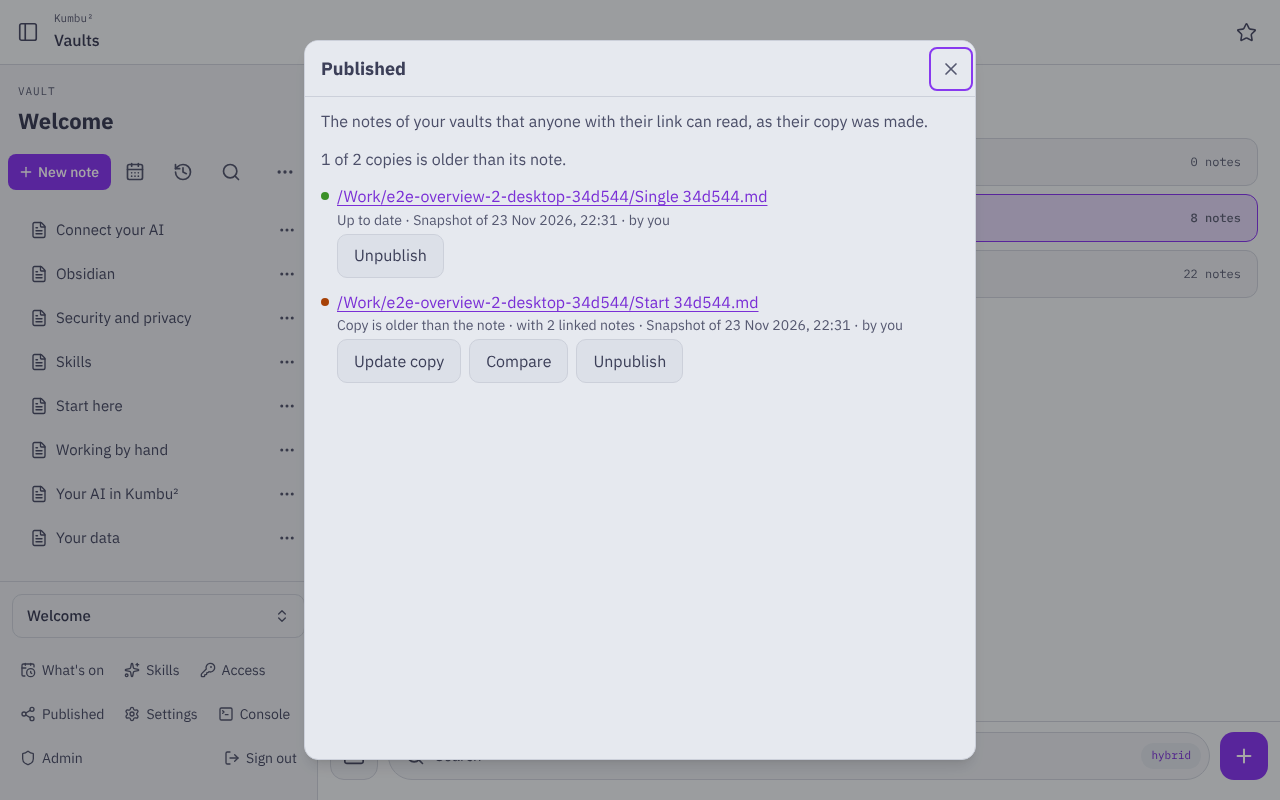 Kumbu²
Vaults
VAULT
Welcome
New note
Connect your AI
Obsidian
Security and privacy
Skills
Start here
Working by hand
Your AI in Kumbu²
Your data
Welcome
What's on
Skills
Access
Published
Settings
Console
Admin
Sign out
Published
The notes of your vaults that anyone with their link can read, as their copy was made.
1 of 2 copies is older than its note.
/Work/e2e-overview-2-desktop-34d544/Single 34d544.md
Up to date · Snapshot of 23 Nov 2026, 22:31 · by you
Unpublish
/Work/e2e-overview-2-desktop-34d544/Start 34d544.md
Copy is older than the note · with 2 linked notes · Snapshot of 23 Nov 2026, 22:31 · by you
Update copy
Compare
Unpublish
0 notes
8 notes
22 notes
hybrid